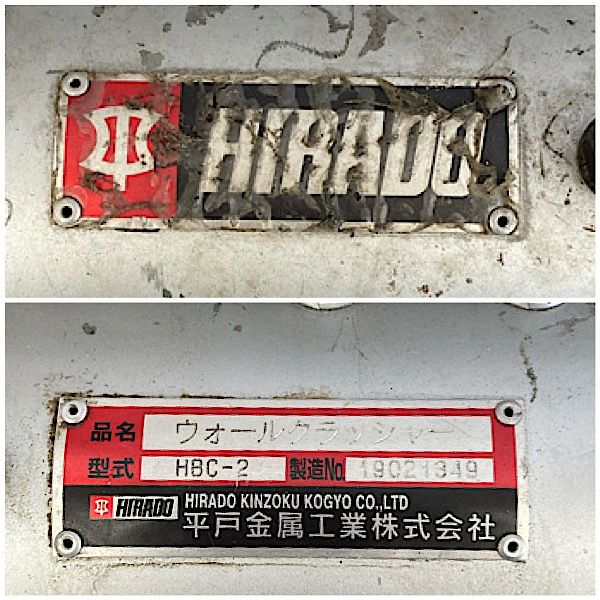 HIRADO
品名 ウォールクラッシャー
型式 HBC-2 製造No. 19021849
HIRADO HIRADO KINZOKU KOGYO CO.,LTD
平戸金属工業株式会社